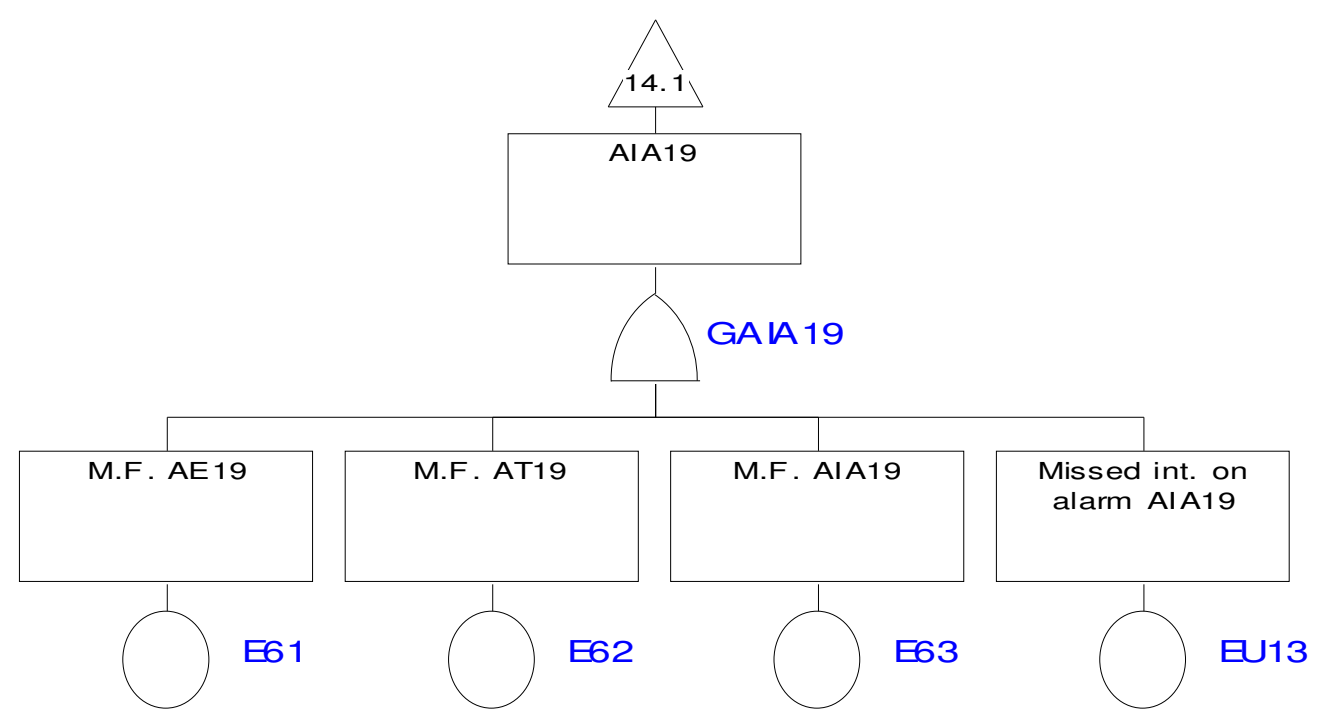 14.1
AIA19
GAIA19
M.F. AE19
M.F. AT19
M.F. AIA19
Missed int. on
alarm AIA19
E61
E62
E63
EU13